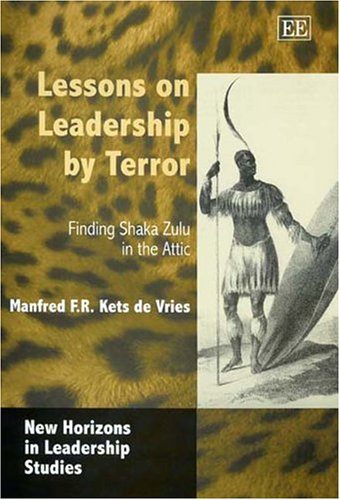 EE
Lessons on
Leadership
by Terror
Finding Shaka Zulu
in the Attic
Manfred F.R. Kets de Vries
New Horizons
in Leadership
Studies